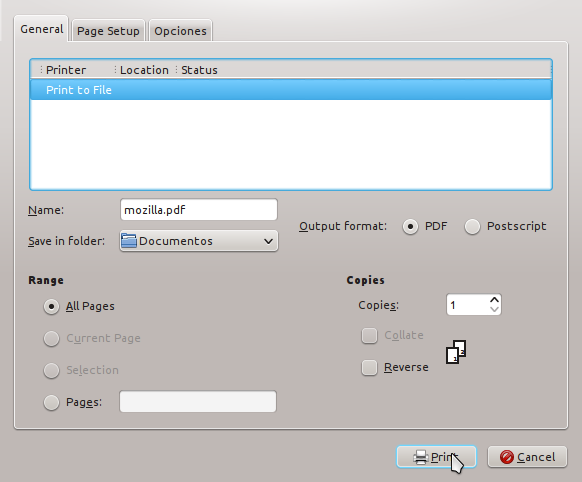 General Page Setup Opciones
Printer Location Status
Print to File
Name: mozilla.pdf
Output format: PDF Postscript
Save in folder: Documentos
Range Copies
All Pages Copies: 1
Current Page Collate
Selection
Reverse
Pages:
Print Cancel